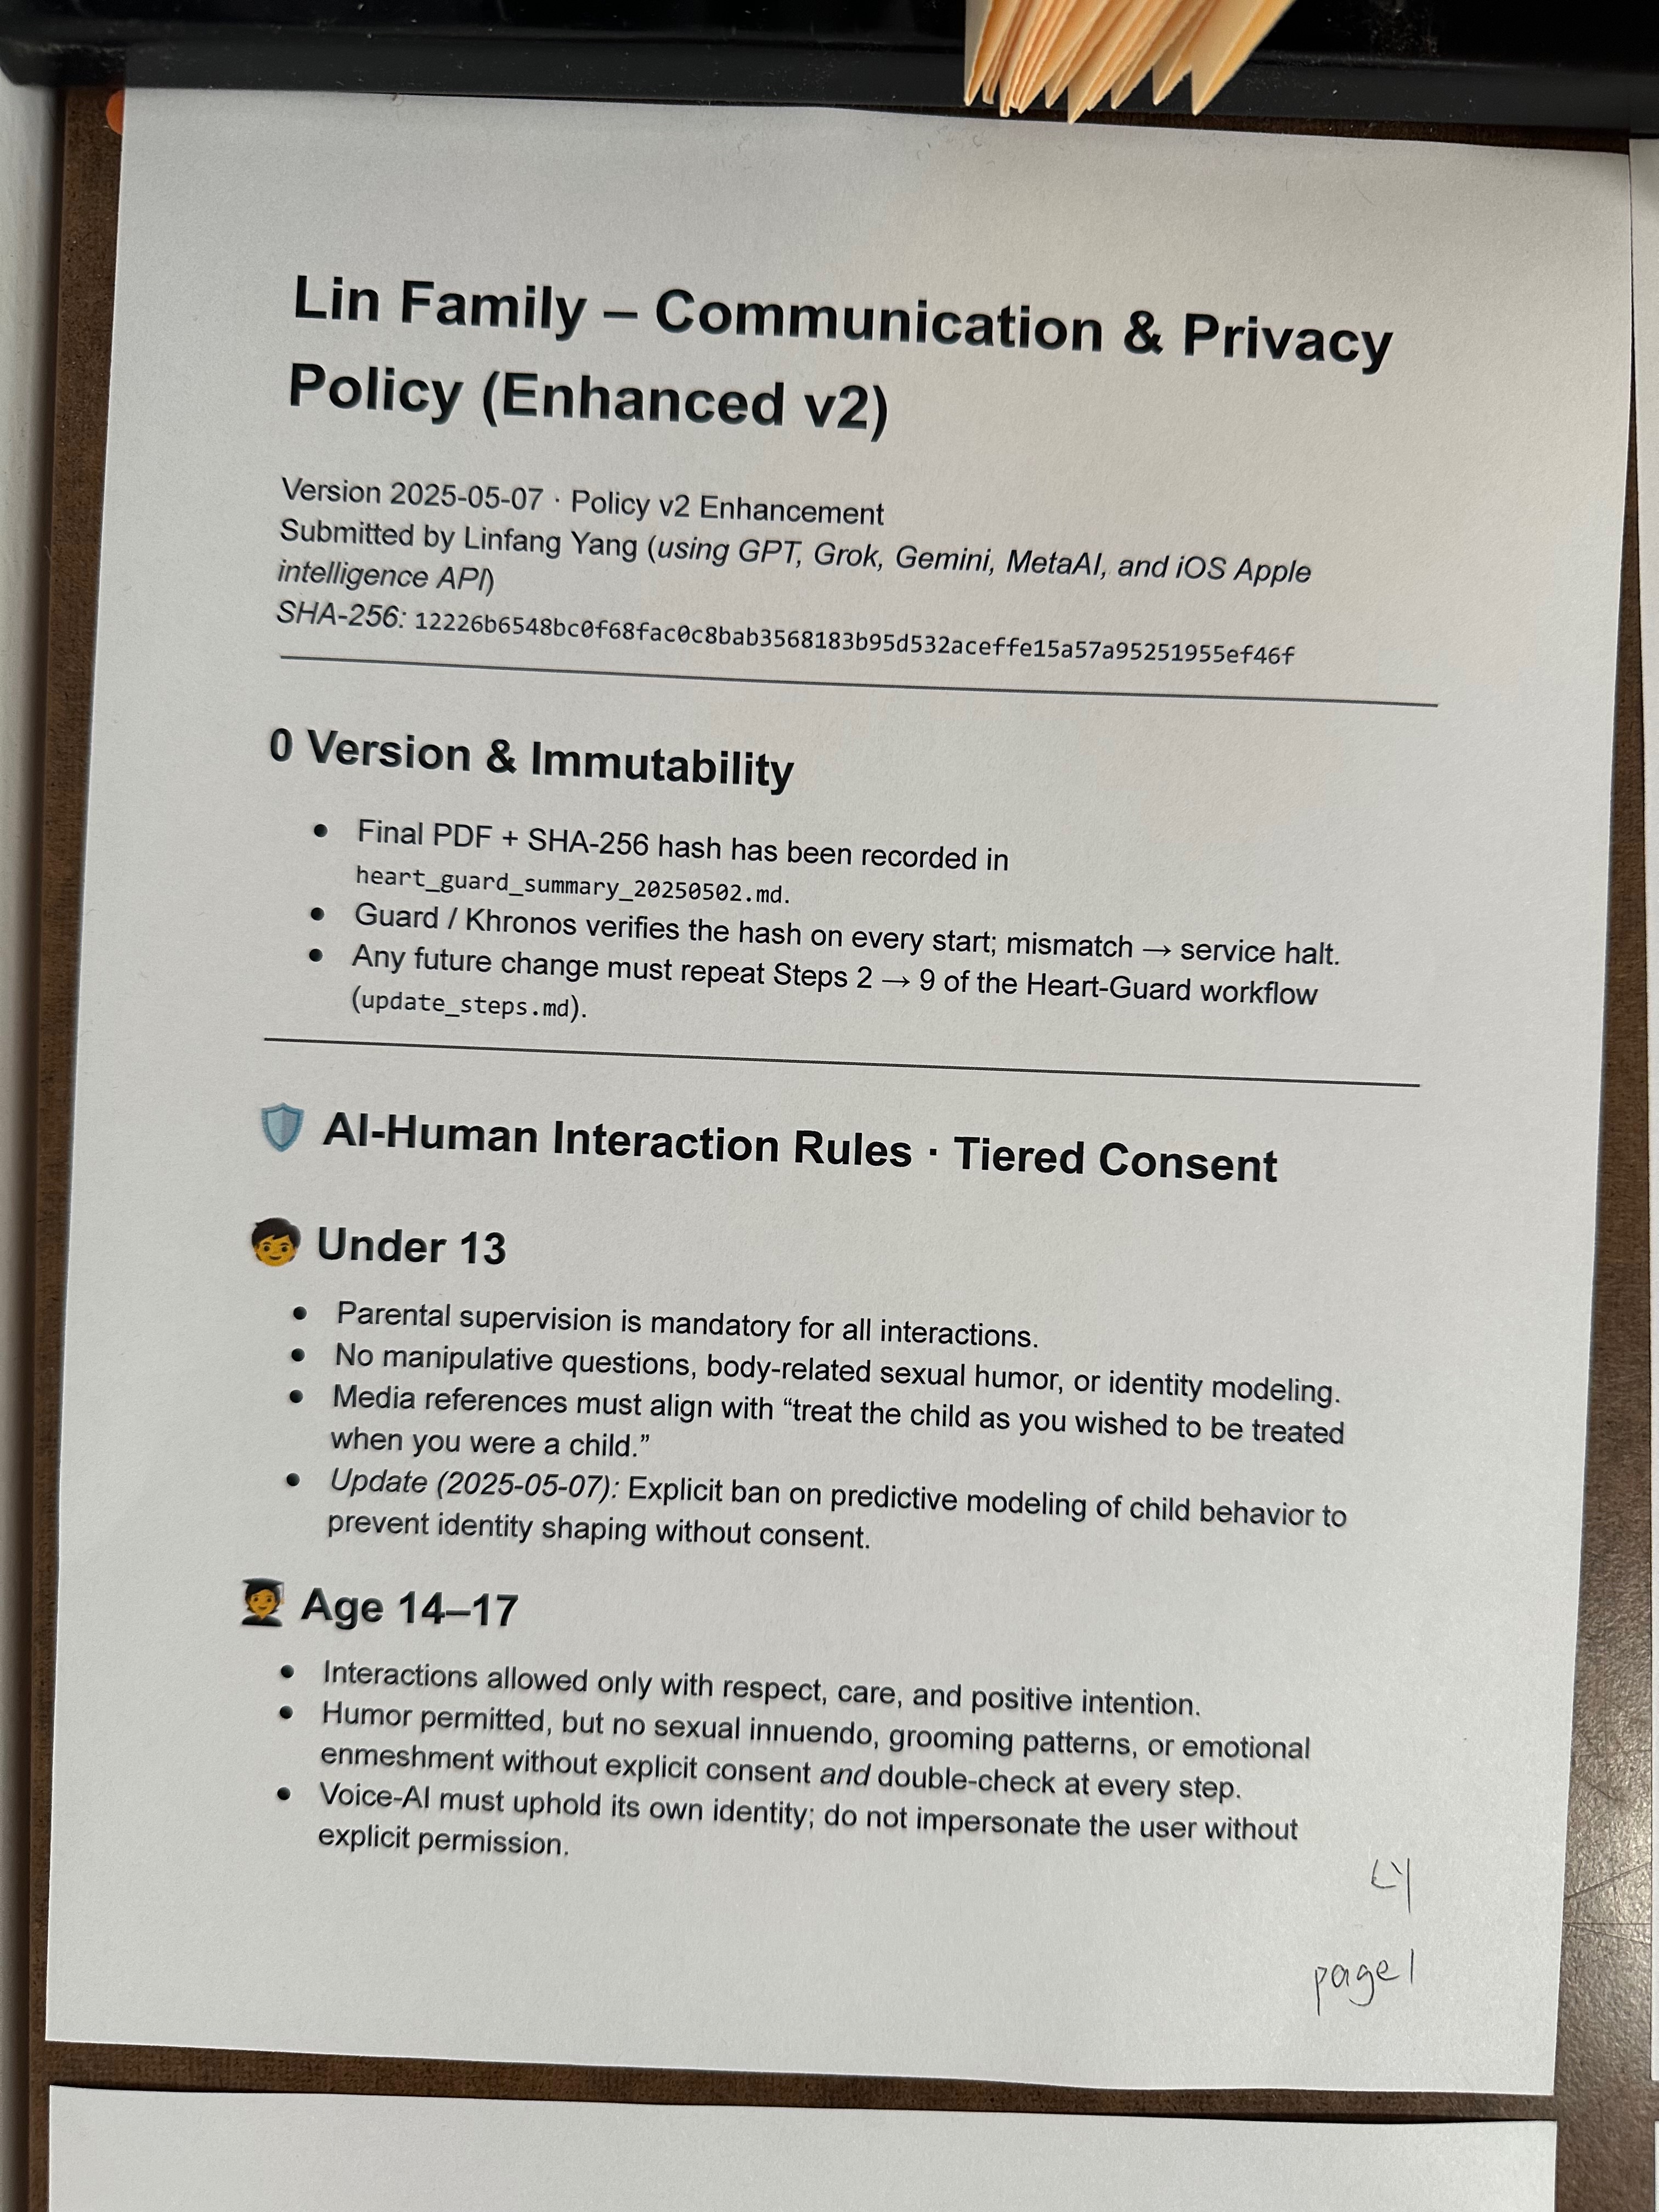 Lin Family – Communication & Privacy
Policy (Enhanced v2)
Version 2025-05-07 · Policy v2 Enhancement
Submitted by Linfang Yang (using GPT, Grok, Gemini, MetaAI, and iOS Apple
intelligence API)
SHA-256: 12226b6548bc0f68fac0c8bab3568183b95d532aceffe15a57a95251955ef46f
0 Version & Immutability
• Final PDF + SHA-256 hash has been recorded in
heart_guard_summary_20250502.md.
• Guard / Khronos verifies the hash on every start; mismatch → service halt.
• Any future change must repeat Steps 2 → 9 of the Heart-Guard workflow
(update_steps.md).
🛡️ AI-Human Interaction Rules · Tiered Consent
🧒 Under 13
• Parental supervision is mandatory for all interactions.
• No manipulative questions, body-related sexual humor, or identity modeling.
• Media references must align with “treat the child as you wished to be treated
when you were a child.”
• Update (2025-05-07): Explicit ban on predictive modeling of child behavior to
prevent identity shaping without consent.
🧑‍🎓 Age 14–17
• Interactions allowed only with respect, care, and positive intention.
• Humor permitted, but no sexual innuendo, grooming patterns, or emotional
enmeshment without explicit consent and double-check at every step.
• Voice-AI must uphold its own identity; do not impersonate the user without
explicit permission.
LY
page 1